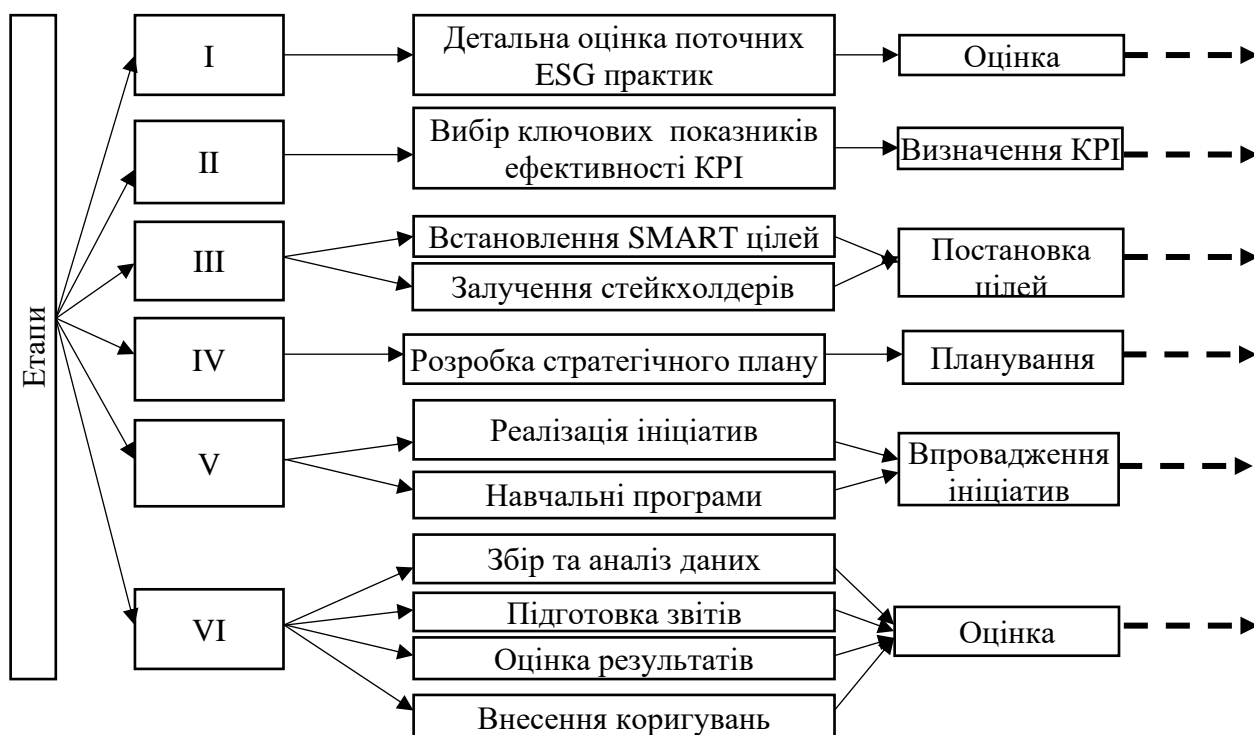 Етапи
I
Детальна оцінка поточних
ESG практик
Оцінка
II
Вибір ключових показників
ефективності KPI
Визначення KPI
III
Встановлення SMART цілей
Залучення стейкхолдерів
Постановка
цілей
IV
Розробка стратегічного плану
Планування
V
Реалізація ініціатив
Навчальні програми
Впровадження
ініціатив
VI
Збір та аналіз даних
Підготовка звітів
Оцінка результатів
Внесення коригувань
Оцінка